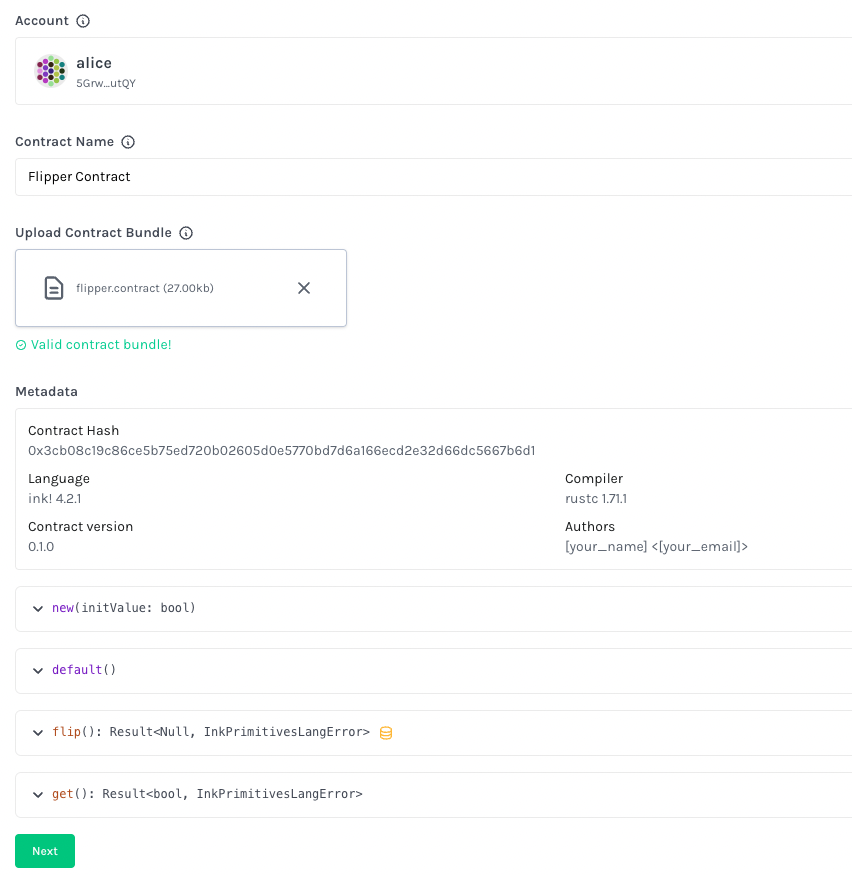 Account
alice
5Grw...utQY
Contract Name
Flipper Contract
Upload Contract Bundle
flipper.contract (27.00kb)
Valid contract bundle!
Metadata
Contract Hash
0x3cb08c19c86ce5b75ed720b02605d0e5770bd7d6a166ecd2e32d66dc5667b6d1
Language
ink! 4.2.1
Compiler
rustc 1.71.1
Contract version
0.1.0
Authors
[your_name] <[your_email]>
new(initValue: bool)
default()
flip(): Result<Null, InkPrimitivesLangError>
get(): Result<bool, InkPrimitivesLangError>
Next